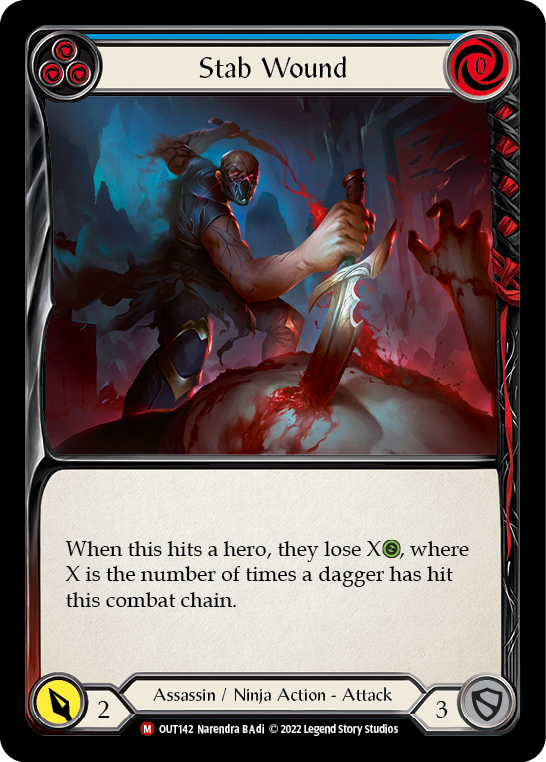 Stab Wound
0
When this hits a hero, they lose X, where
X is the number of times a dagger has hit
this combat chain.
2
Assassin / Ninja Action - Attack
3
M OUT142 Narendra B Adi © 2022 Legend Story Studios